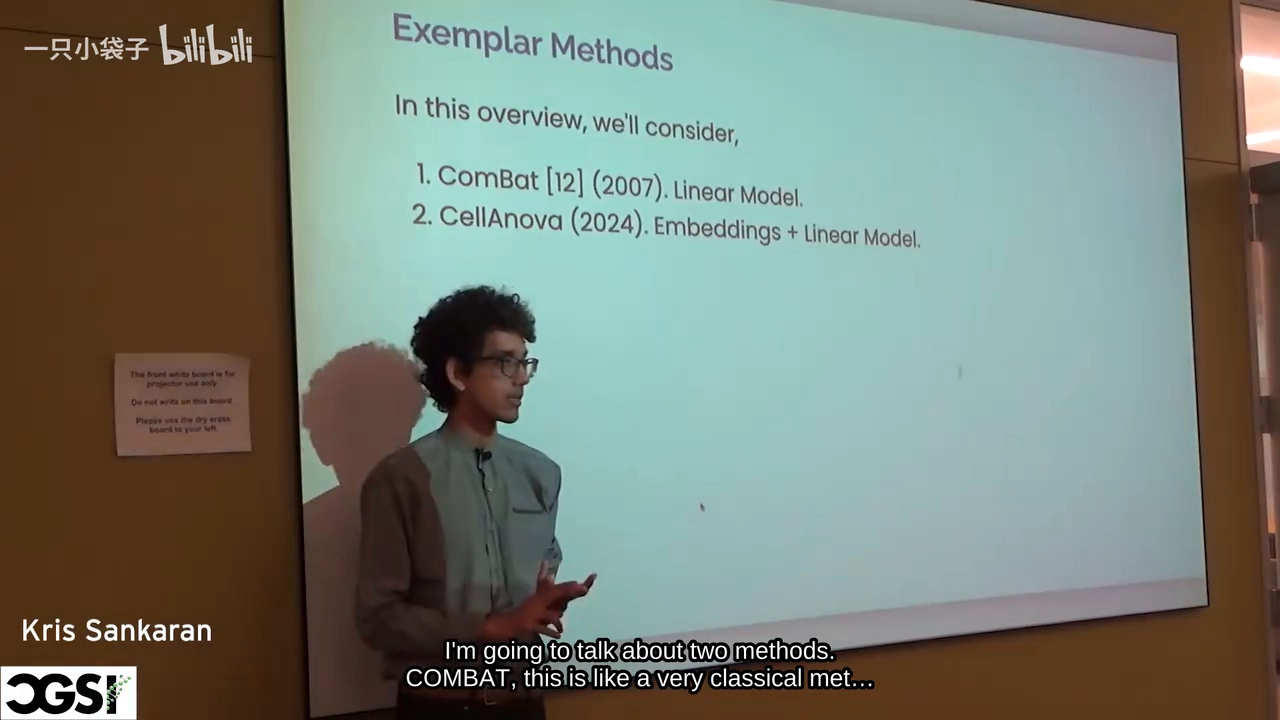 一只小袋子 bilibili
Exemplar Methods
In this overview, we'll consider,
1. ComBat [12] (2007). Linear Model.
2. CellAnova (2024). Embeddings + Linear Model.
The front white board is for
projector use only
Do not write on this board
Please use the dry erase
board to your left.
Kris Sankaran
CGSI
I'm going to talk about two methods.
COMBAT, this is like a very classical met...